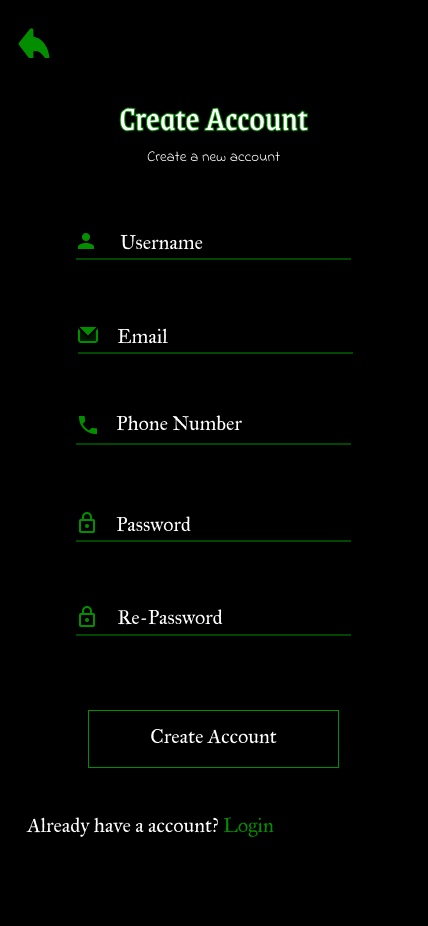 Create Account
Create a new account
Username
Email
Phone Number
Password
Re-Password
Create Account
Already have a account? Login